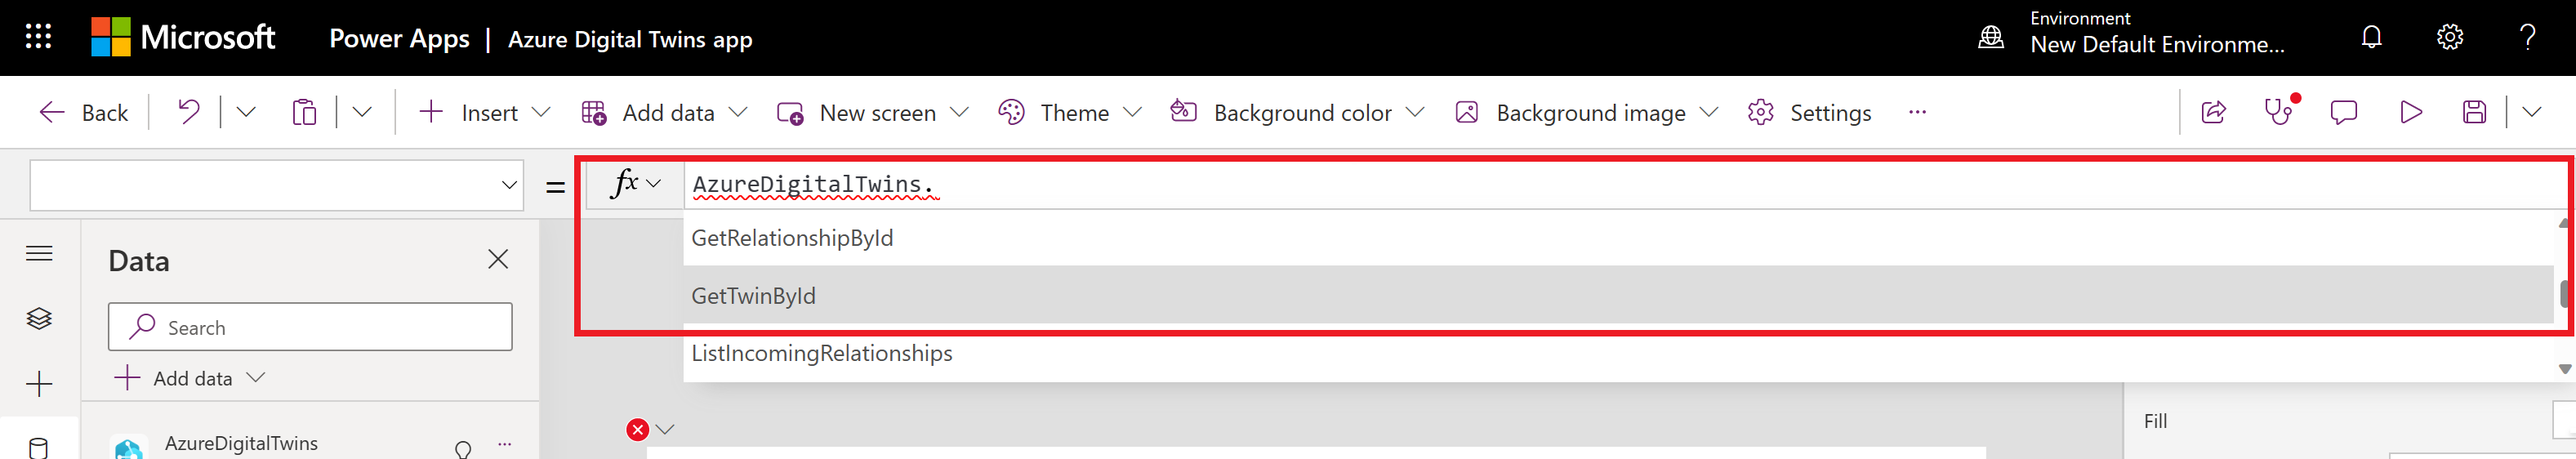 Microsoft Power Apps | Azure Digital Twins app
Environment
New Default Environme...
?
Back Insert Add data New screen Theme Background color Background image Settings ...
= fx AzureDigitalTwins.
GetRelationshipById
GetTwinById
ListIncomingRelationships
Data
Search
Add data
AzureDigitalTwins ...
Fill